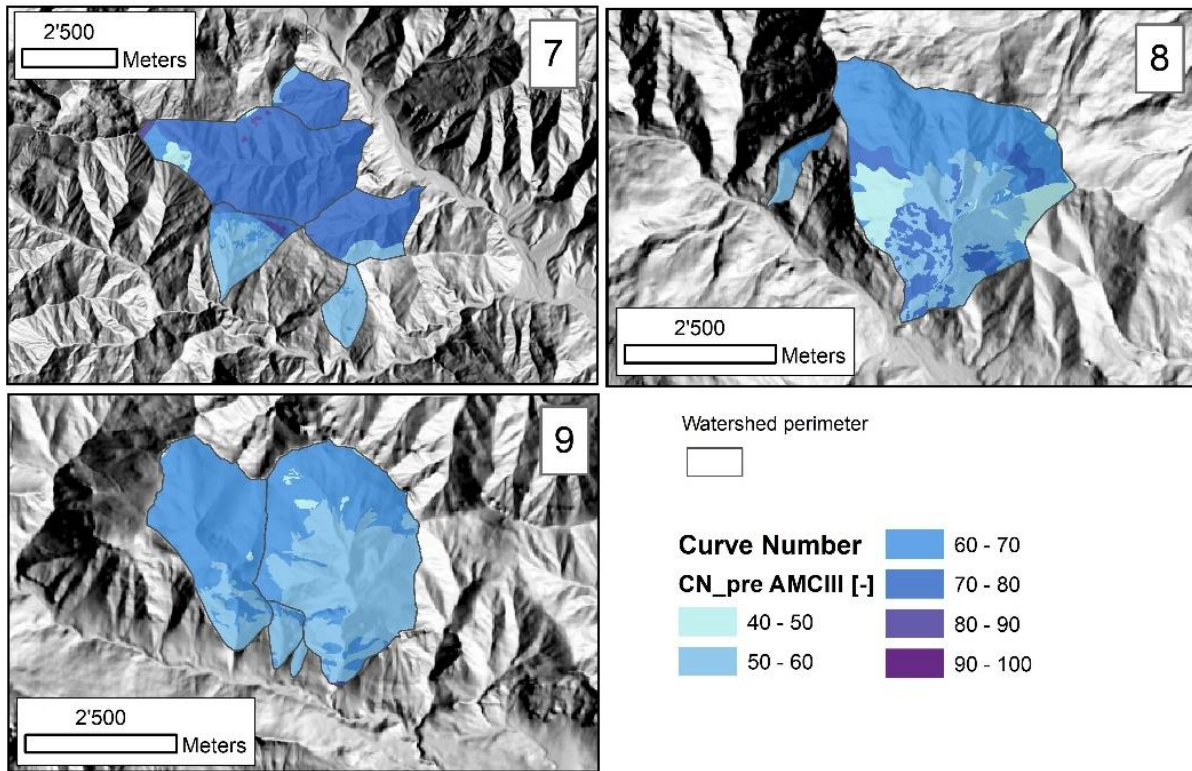 2'500
Meters
7
8
2'500
Meters
9
2'500
Meters
Watershed perimeter
Curve Number
CN_pre AMCIII [-]
40 - 50
50 - 60
60 - 70
70 - 80
80 - 90
90 - 100